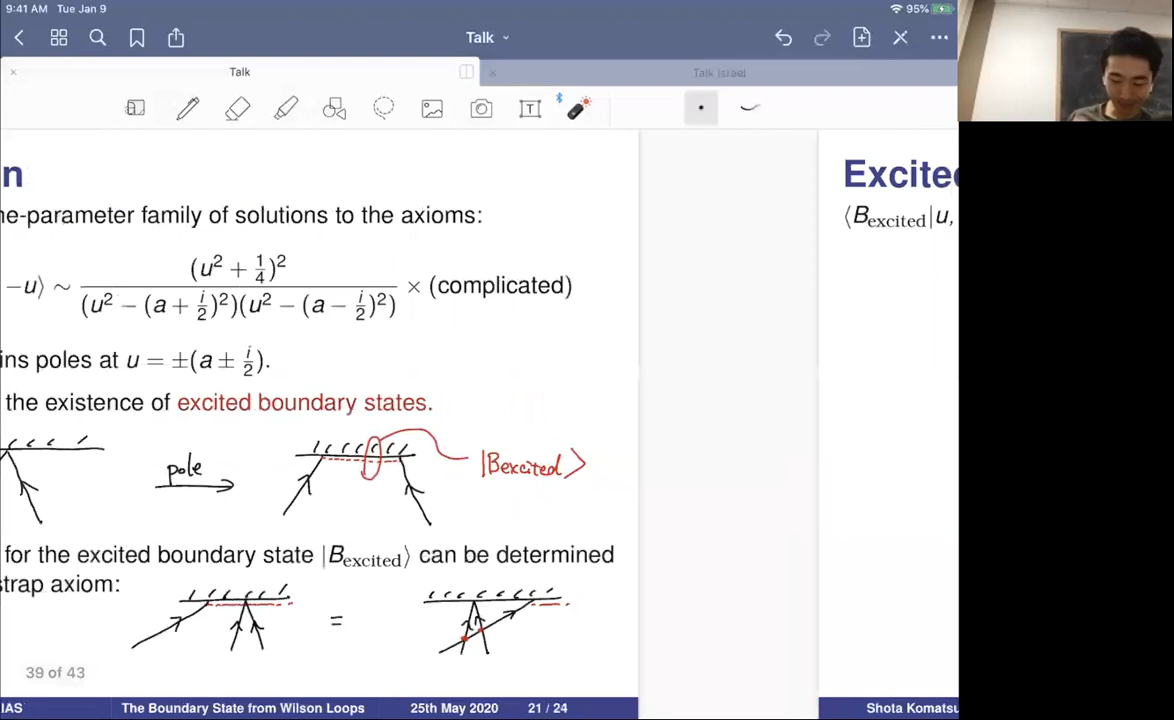 9:41 AM Tue Jan 9
95%
Talk
Talk
Talk Israel
n
ne-parameter family of solutions to the axioms:
−u⟩ ∼ (u² + 1/4)² / (u² − (a + i/2)²)(u² − (a − i/2)²) × (complicated)
ins poles at u = ±(a ± i/2).
the existence of excited boundary states.
pole
|Bexcited⟩
for the excited boundary state |Bexcited⟩ can be determined
strap axiom:
=
39 of 43
IAS The Boundary State from Wilson Loops 25th May 2020 21 / 24
Excited
⟨Bexcited|u,
Shota Komatsu